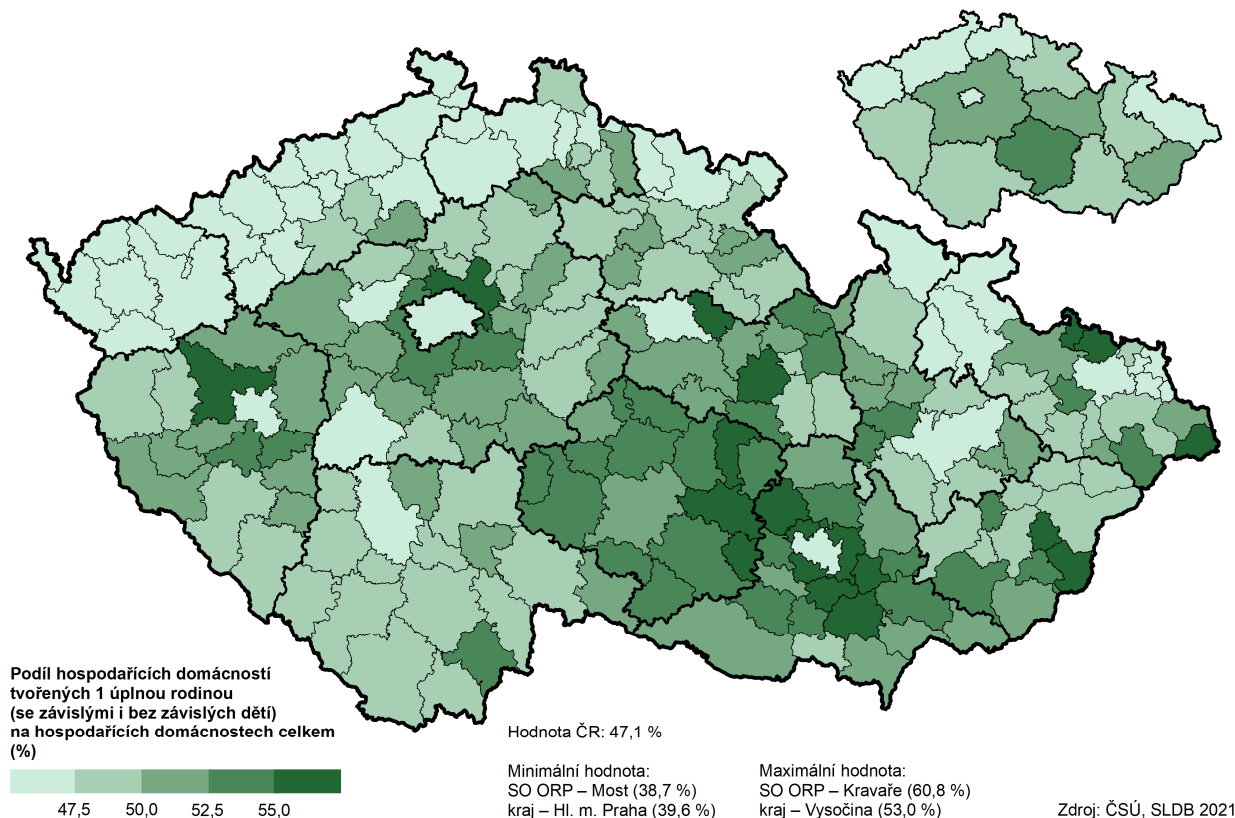 Podíl hospodařících domácností
tvořených 1 úplnou rodinou
(se závislými i bez závislých dětí)
na hospodařících domácnostech celkem
(%)
47,5 50,0 52,5 55,0
Hodnota ČR: 47,1 %
Minimální hodnota:
SO ORP – Most (38,7 %)
kraj – Hl. m. Praha (39,6 %)
Maximální hodnota:
SO ORP – Kravaře (60,8 %)
kraj – Vysočina (53,0 %)
Zdroj: ČSÚ, SLDB 2021